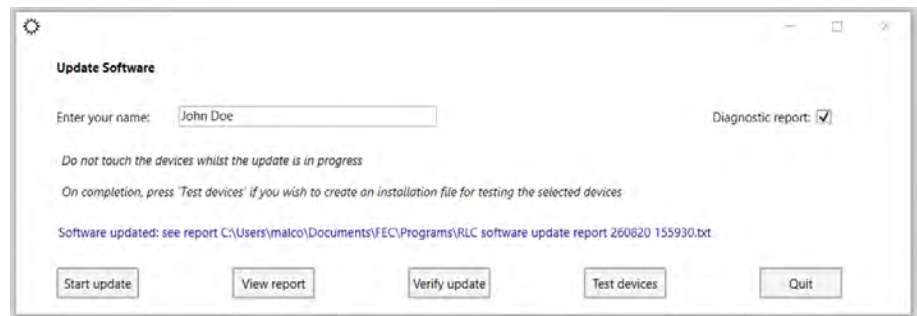 Update Software
Enter your name: John Doe Diagnostic report:
Do not touch the devices whilst the update is in progress
On completion, press 'Test devices' if you wish to create an installation file for testing the selected devices
Software updated: see report C:\Users\malco\Documents\FEC\Programs\RLC software update report 260820 155930.txt
Start update View report Verify update Test devices Quit